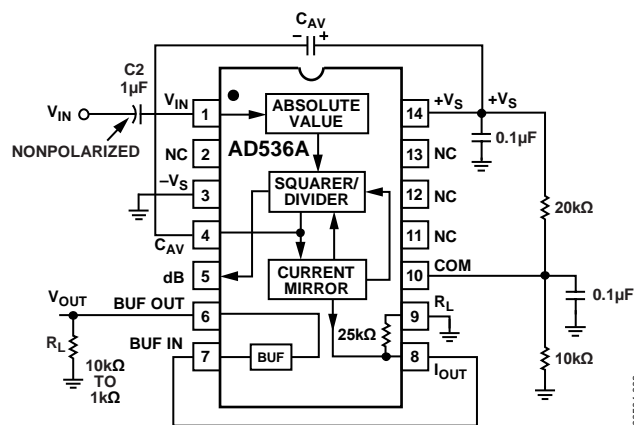 CAV
− +
C2
1µF
VIN
NONPOLARIZED
VIN
1
NC
2
−VS
3
4
CAV
dB
5
VOUT
BUF OUT
6
BUF IN
7
RL
10kΩ
TO
1kΩ
ABSOLUTE
VALUE
AD536A
SQUARER/
DIVIDER
CURRENT
MIRROR
25kΩ
BUF
+VS
14
+VS
0.1µF
13
NC
12
NC
11
NC
20kΩ
COM
10
0.1µF
RL
9
10kΩ
8
IOUT